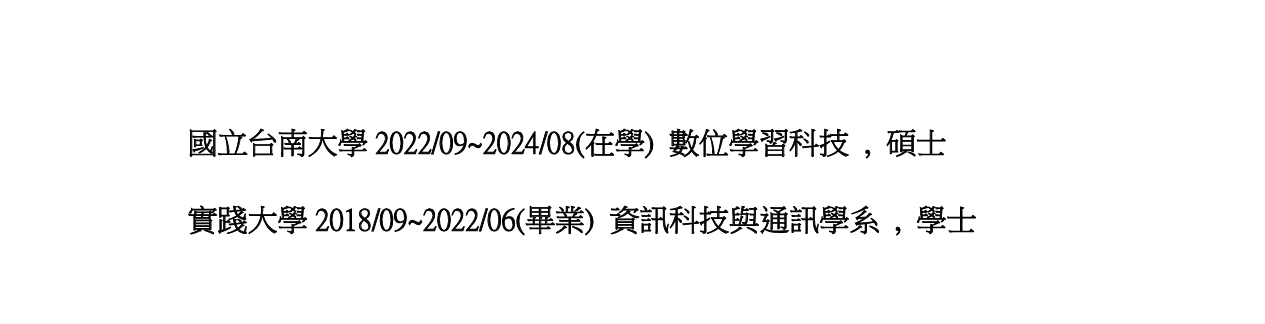 國立台南大學 2022/09~2024/08(在學) 數位學習科技 , 碩士
實踐大學 2018/09~2022/06(畢業) 資訊科技與通訊學系 , 學士